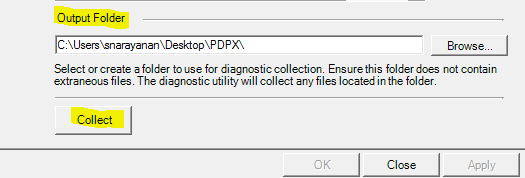 Output Folder
C:\Users\snarayanan\Desktop\PDPX\
Browse...
Select or create a folder to use for diagnostic collection. Ensure this folder does not contain
extraneous files. The diagnostic utility will collect any files located in the folder.
Collect
OK
Close
Apply